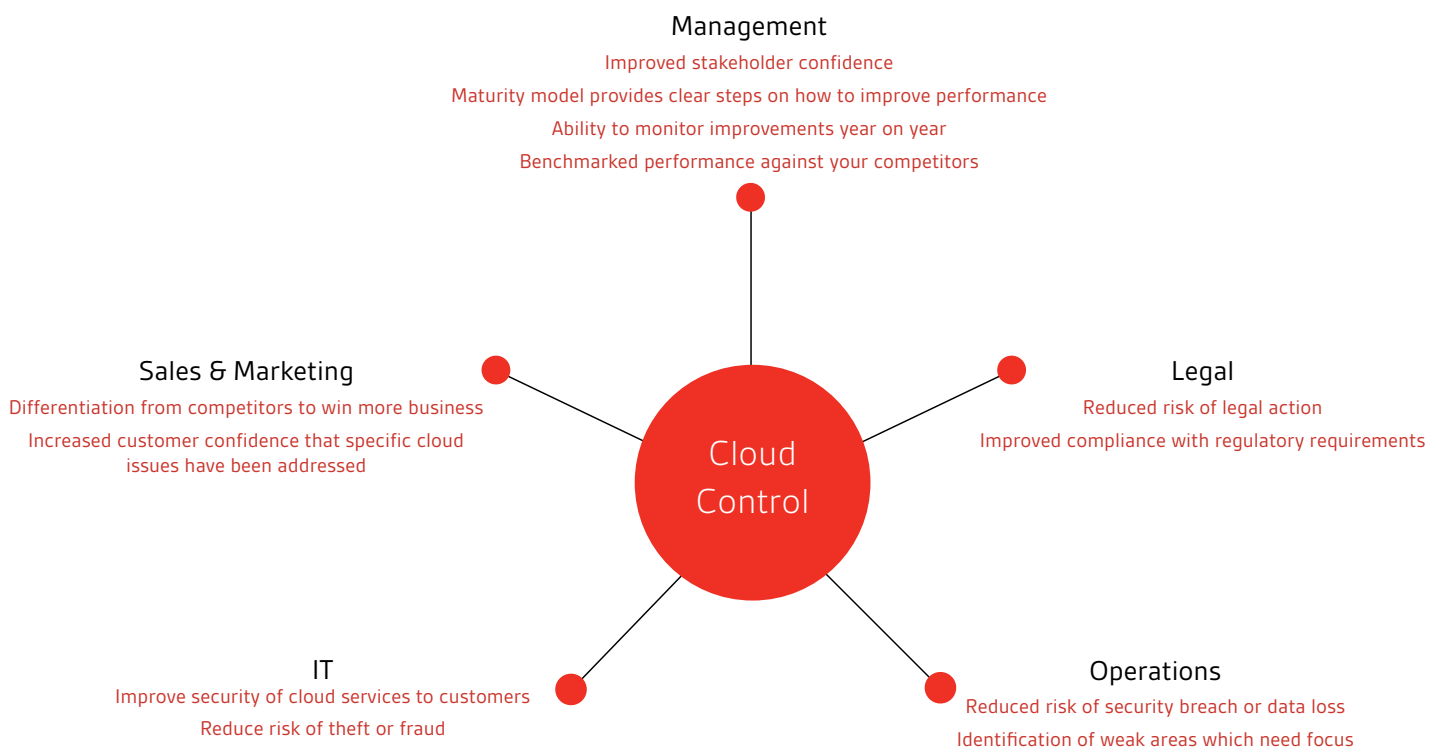 Management
Improved stakeholder confidence
Maturity model provides clear steps on how to improve performance
Ability to monitor improvements year on year
Benchmarked performance against your competitors
Sales & Marketing
Differentiation from competitors to win more business
Increased customer confidence that specific cloud
issues have been addressed
Legal
Reduced risk of legal action
Improved compliance with regulatory requirements
Cloud
Control
IT
Improve security of cloud services to customers
Reduce risk of theft or fraud
Operations
Reduced risk of security breach or data loss
Identification of weak areas which need focus